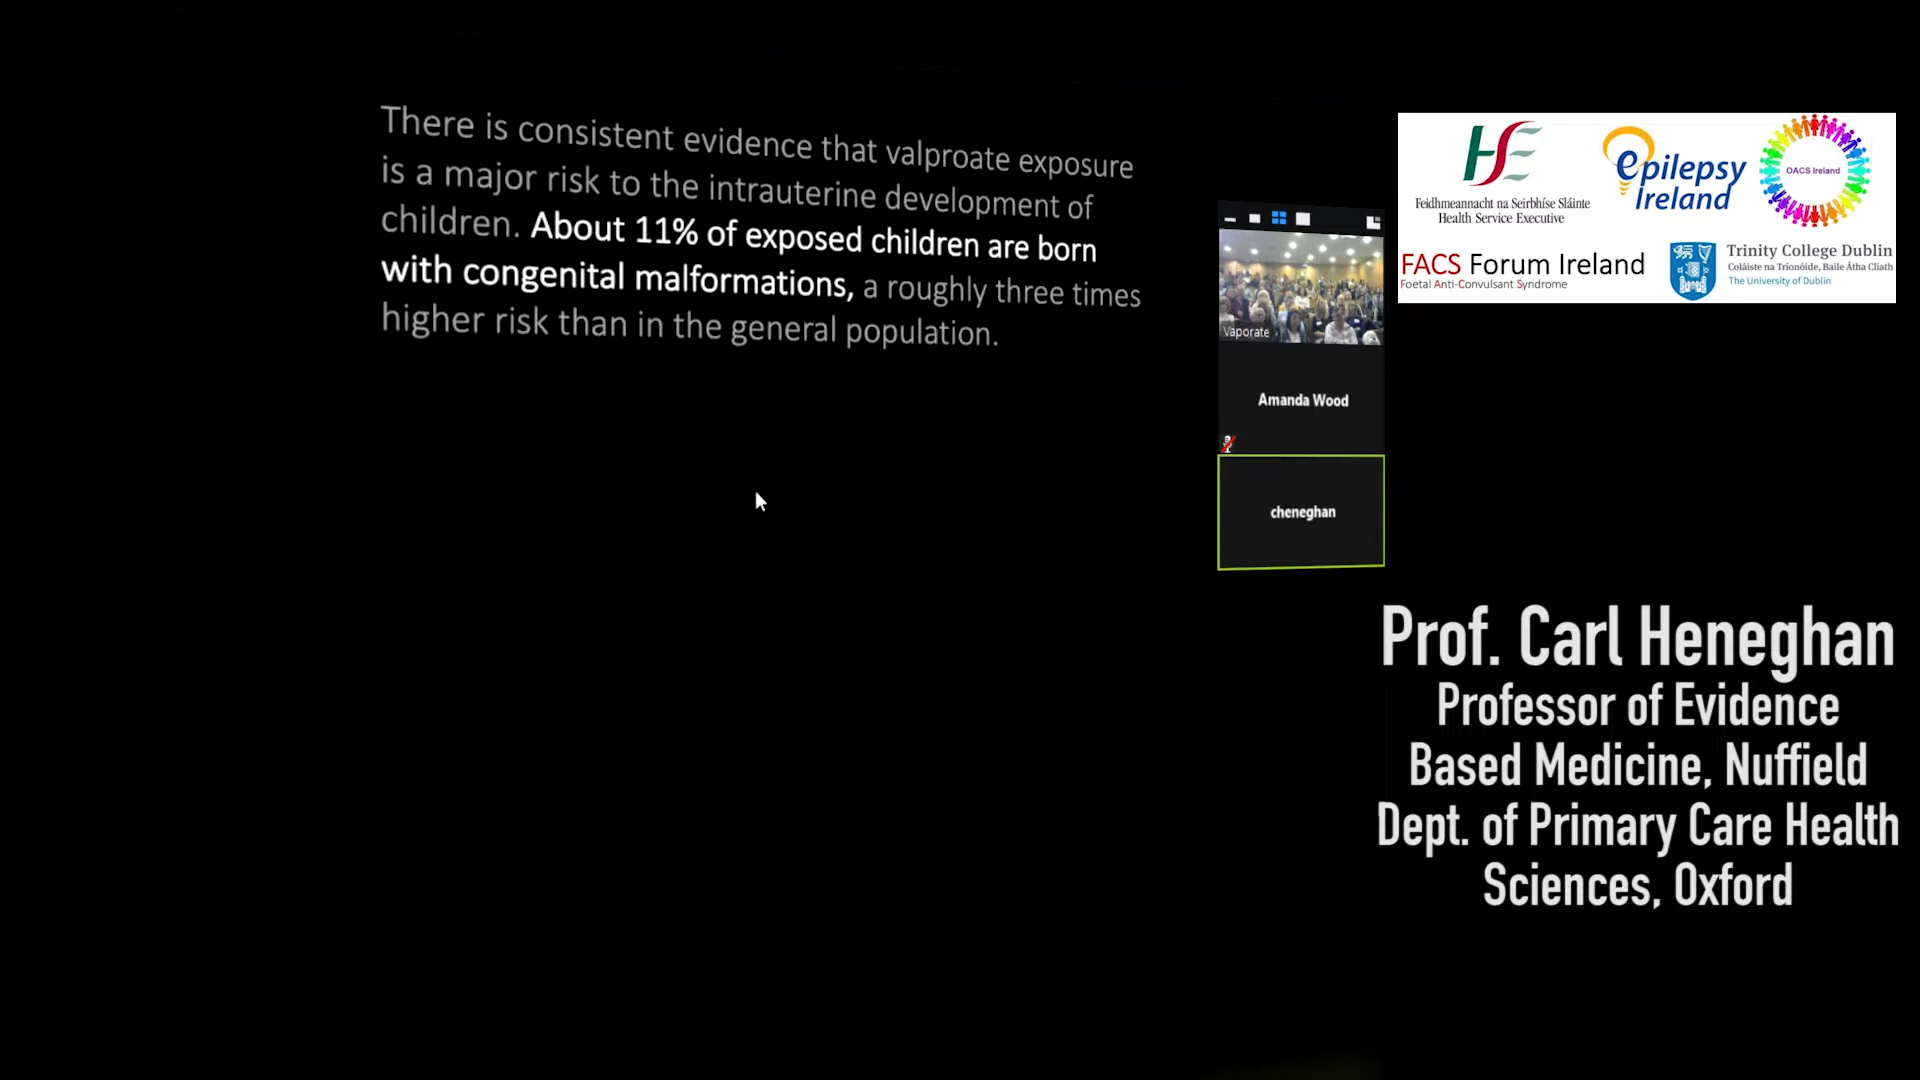 There is consistent evidence that valproate exposure
is a major risk to the intrauterine development of
children. About 11% of exposed children are born
with congenital malformations, a roughly three times
higher risk than in the general population.
Vaporate
Amanda Wood
cheneghan
HSE
Feidhmeannacht na Seirbhíse Sláinte
Health Service Executive
epilepsy
Ireland
OACS Ireland
FACS Forum Ireland
Foetal Anti-Convulsant Syndrome
Trinity College Dublin
Coláiste na Tríonóide, Baile Átha Cliath
The University of Dublin
Prof. Carl Heneghan
Professor of Evidence
Based Medicine, Nuffield
Dept. of Primary Care Health
Sciences, Oxford